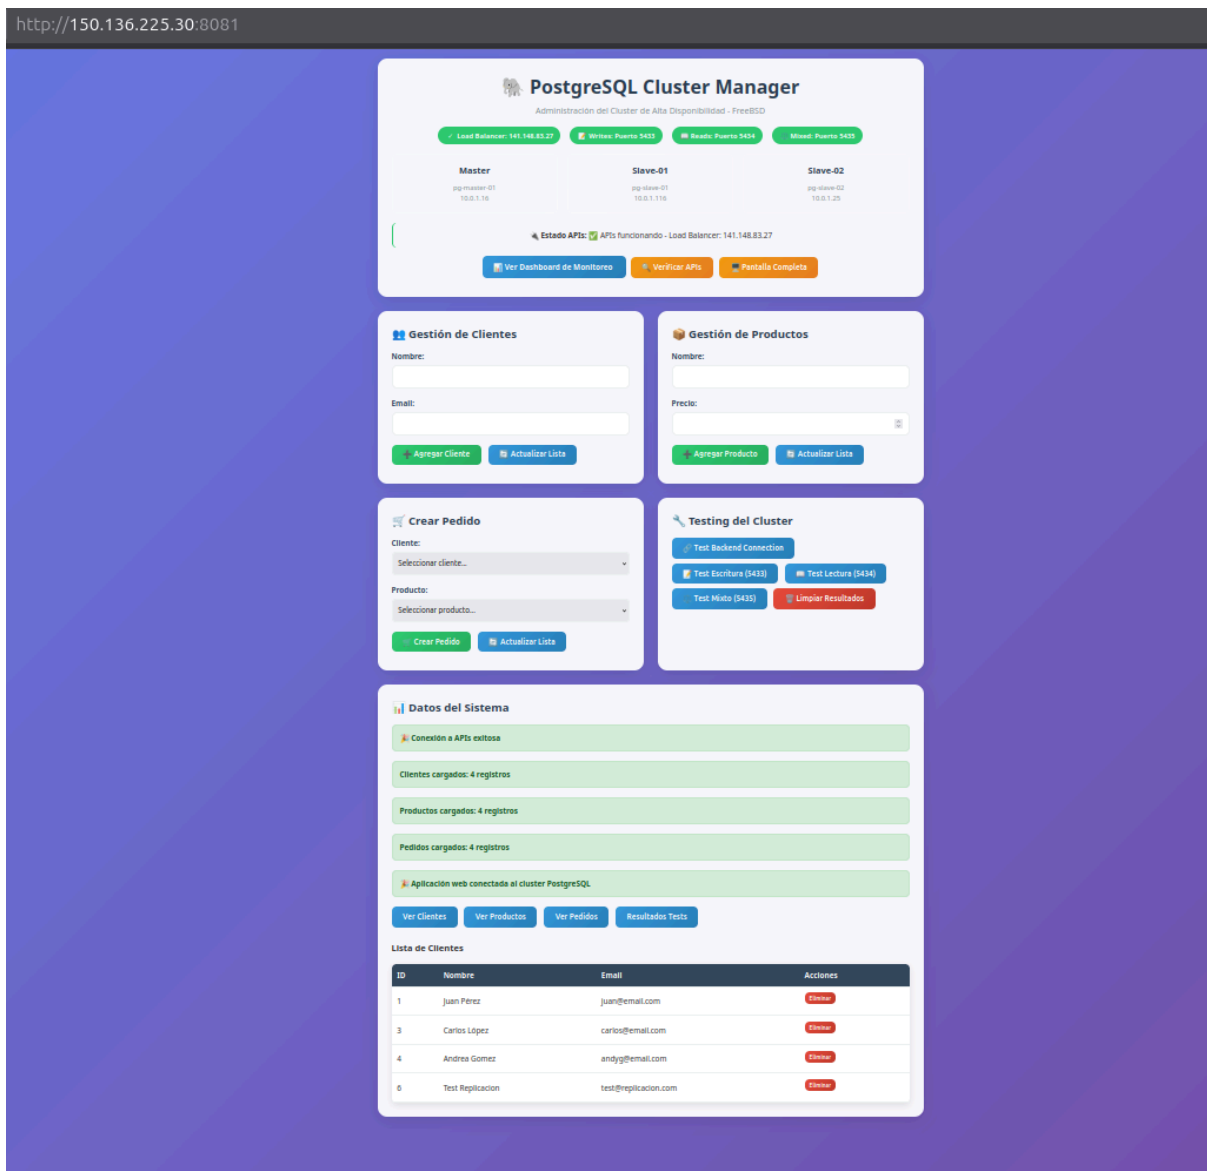 http://150.136.225.30:8081
PostgreSQL Cluster Manager
Administración del Cluster de Alta Disponibilidad - FreeBSD
✓ Load Balancer: 141.148.83.27
Writes: Puerto 5433
Reads: Puerto 5434
Mixed: Puerto 5435
Master
Slave-01
Slave-02
pg-master-01
pg-slave-01
pg-slave-02
10.0.1.16
10.0.1.116
10.0.1.25
Estado APIs: ✅ APIs funcionando - Load Balancer: 141.148.83.27
Ver Dashboard de Monitoreo
Verificar APIs
Pantalla Completa
Gestión de Clientes
Nombre:
Email:
Agregar Cliente
Actualizar Lista
Gestión de Productos
Nombre:
Precio:
Agregar Producto
Actualizar Lista
Crear Pedido
Cliente:
Seleccionar cliente...
Producto:
Seleccionar producto...
Crear Pedido
Actualizar Lista
Testing del Cluster
Test Backend Connection
Test Escritura (5433)
Test Lectura (5434)
Test Mixto (5435)
Limpiar Resultados
Datos del Sistema
Conexión a APIs exitosa
Clientes cargados: 4 registros
Productos cargados: 4 registros
Pedidos cargados: 4 registros
Aplicación web conectada al cluster PostgreSQL
Ver Clientes
Ver Productos
Ver Pedidos
Resultados Tests
Lista de Clientes
ID Nombre Email Acciones
1 Juan Pérez juan@email.com Eliminar
3 Carlos López carlos@email.com Eliminar
4 Andrea Gomez andyg@email.com Eliminar
6 Test Replicacion test@replicacion.com Eliminar